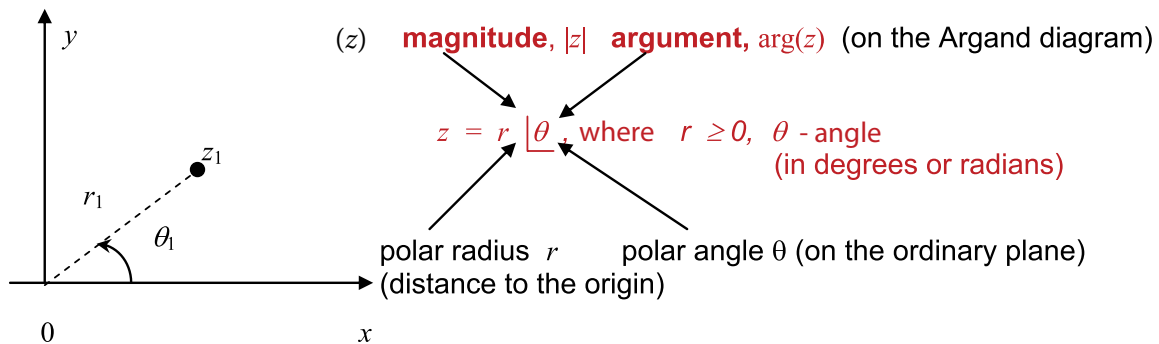 y
(z) magnitude, |z| argument, arg(z) (on the Argand diagram)
z = r θ, where r ≥ 0, θ - angle
(in degrees or radians)
z₁
r₁
θ₁
polar radius r polar angle θ (on the ordinary plane)
(distance to the origin)
0 x